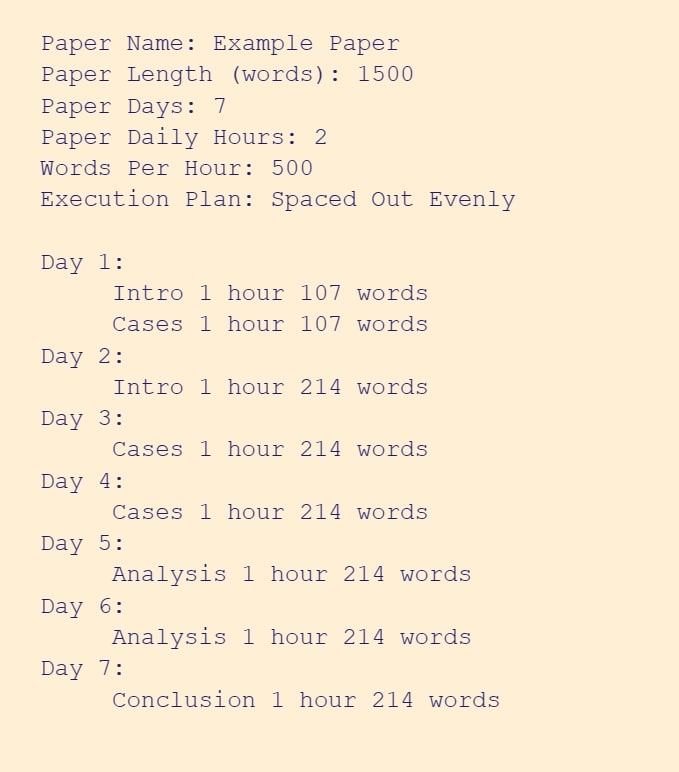 Paper Name: Example Paper
Paper Length (words): 1500
Paper Days: 7
Paper Daily Hours: 2
Words Per Hour: 500
Execution Plan: Spaced Out Evenly
Day 1:
Intro 1 hour 107 words
Cases 1 hour 107 words
Day 2:
Intro 1 hour 214 words
Day 3:
Cases 1 hour 214 words
Day 4:
Cases 1 hour 214 words
Day 5:
Analysis 1 hour 214 words
Day 6:
Analysis 1 hour 214 words
Day 7:
Conclusion 1 hour 214 words